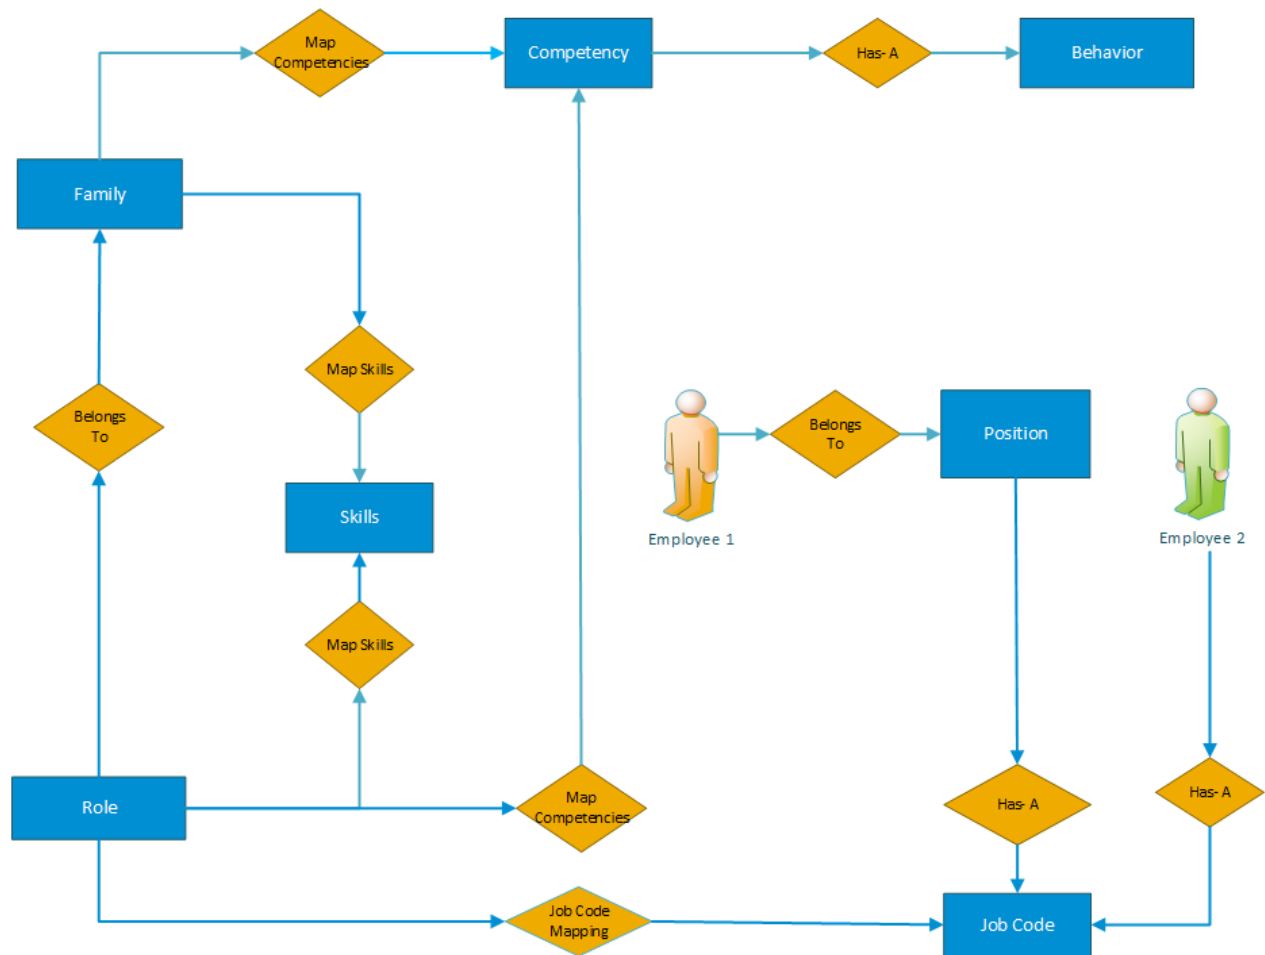 Map
Competencies
Competency
Has- A
Behavior
Family
Map Skills
Belongs
To
Belongs
To
Position
Skills
Employee 1
Employee 2
Map Skills
Role
Map
Competencies
Has- A
Has- A
Job Code
Mapping
Job Code